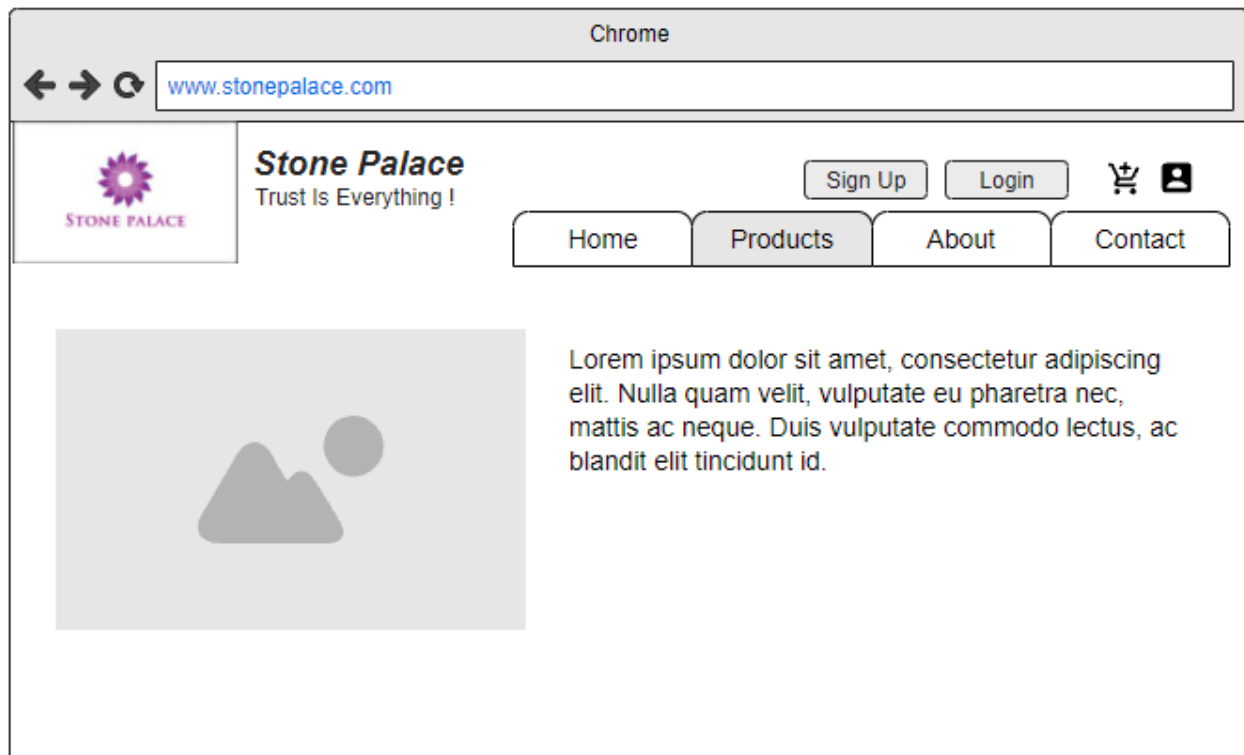 Chrome
www.stonepalace.com
STONE PALACE
Stone Palace
Trust Is Everything !
Sign Up
Login
Home
Products
About
Contact
Lorem ipsum dolor sit amet, consectetur adipiscing
elit. Nulla quam velit, vulputate eu pharetra nec,
mattis ac neque. Duis vulputate commodo lectus, ac
blandit elit tincidunt id.